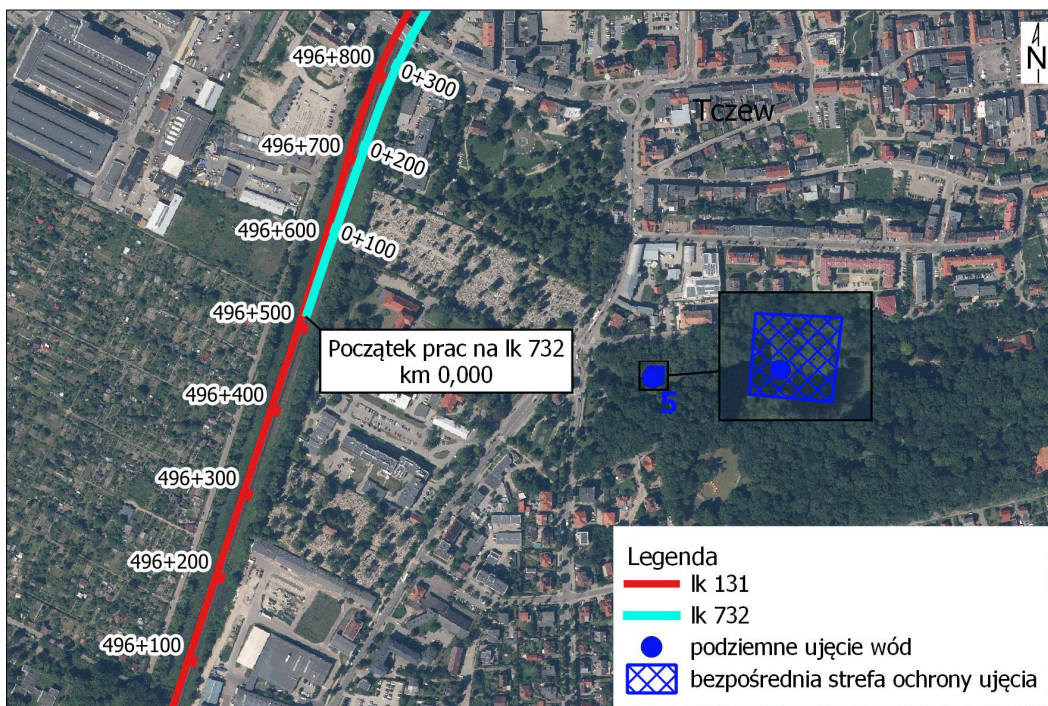 496+800
0+300
N
Tczew
496+700
0+200
496+600
0+100
496+500
Początek prac na lk 732
km 0,000
5
496+400
496+300
496+200
496+100
Legenda
lk 131
lk 732
podziemne ujęcie wód
bezpośrednia strefa ochrony ujęcia